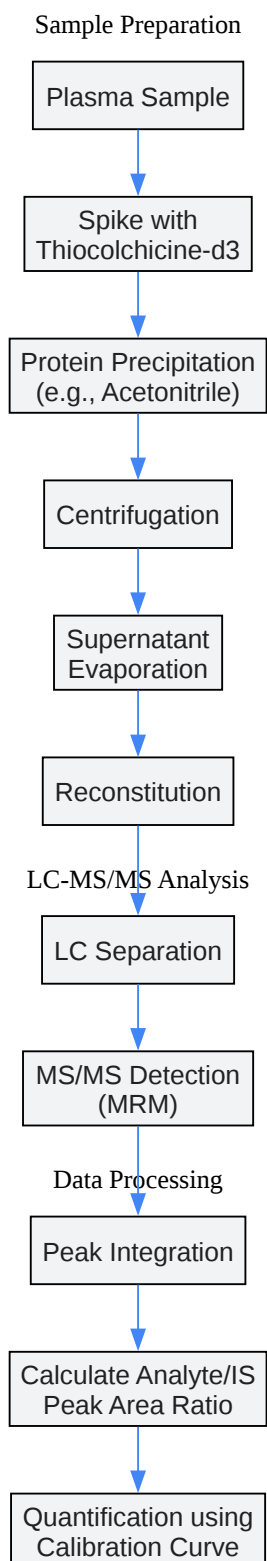 Sample Preparation
Plasma Sample
Spike with
Thiocolchicine-d3
Protein Precipitation
(e.g., Acetonitrile)
Centrifugation
Supernatant
Evaporation
Reconstitution
LC-MS/MS Analysis
LC Separation
MS/MS Detection
(MRM)
Data Processing
Peak Integration
Calculate Analyte/IS
Peak Area Ratio
Quantification using
Calibration Curve